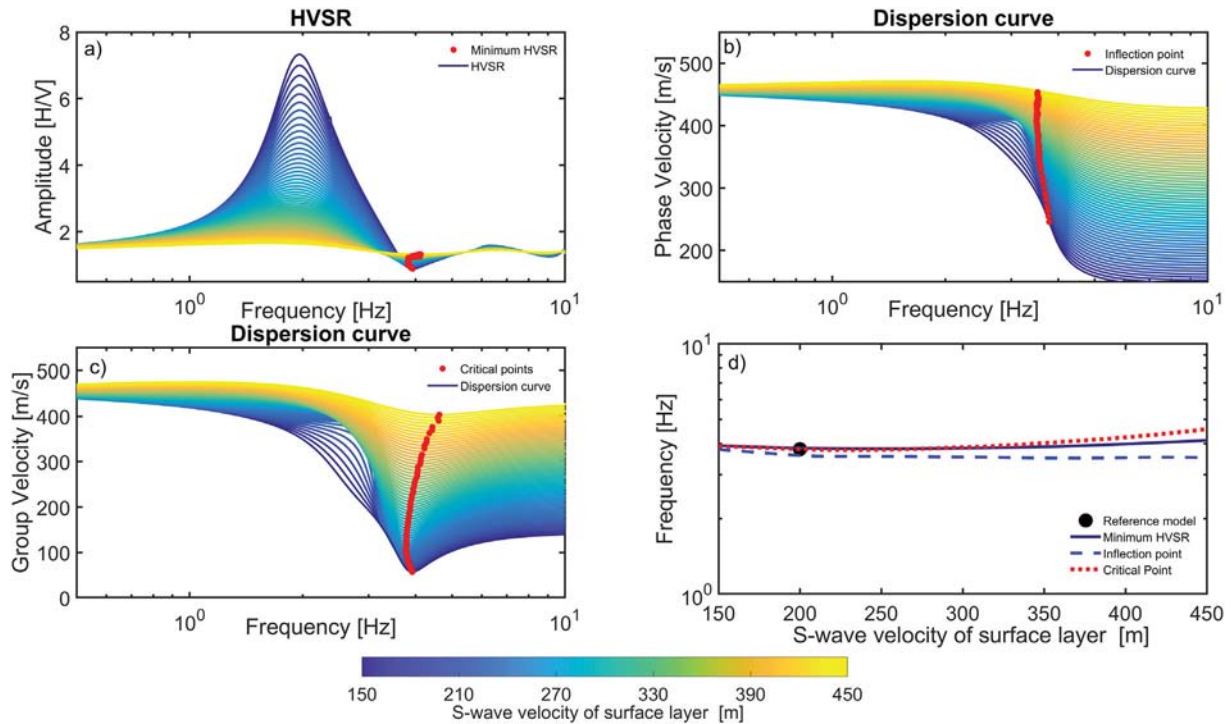 HVSR
a)
Minimum HVSR
HVSR
8
6
4
2
Amplitude [H/V]
10^0
10^1
Frequency [Hz]
Dispersion curve
b)
Inflection point
Dispersion curve
500
400
300
200
Phase Velocity [m/s]
10^0
10^1
Frequency [Hz]
Dispersion curve
c)
Critical points
Dispersion curve
500
400
300
200
100
0
Group Velocity [m/s]
10^0
10^1
Frequency [Hz]
d)
10^1
10^0
Frequency [Hz]
Reference model
Minimum HVSR
Inflection point
Critical Point
150 200 250 300 350 400 450
S-wave velocity of surface layer [m]
150 210 270 330 390 450
S-wave velocity of surface layer [m]